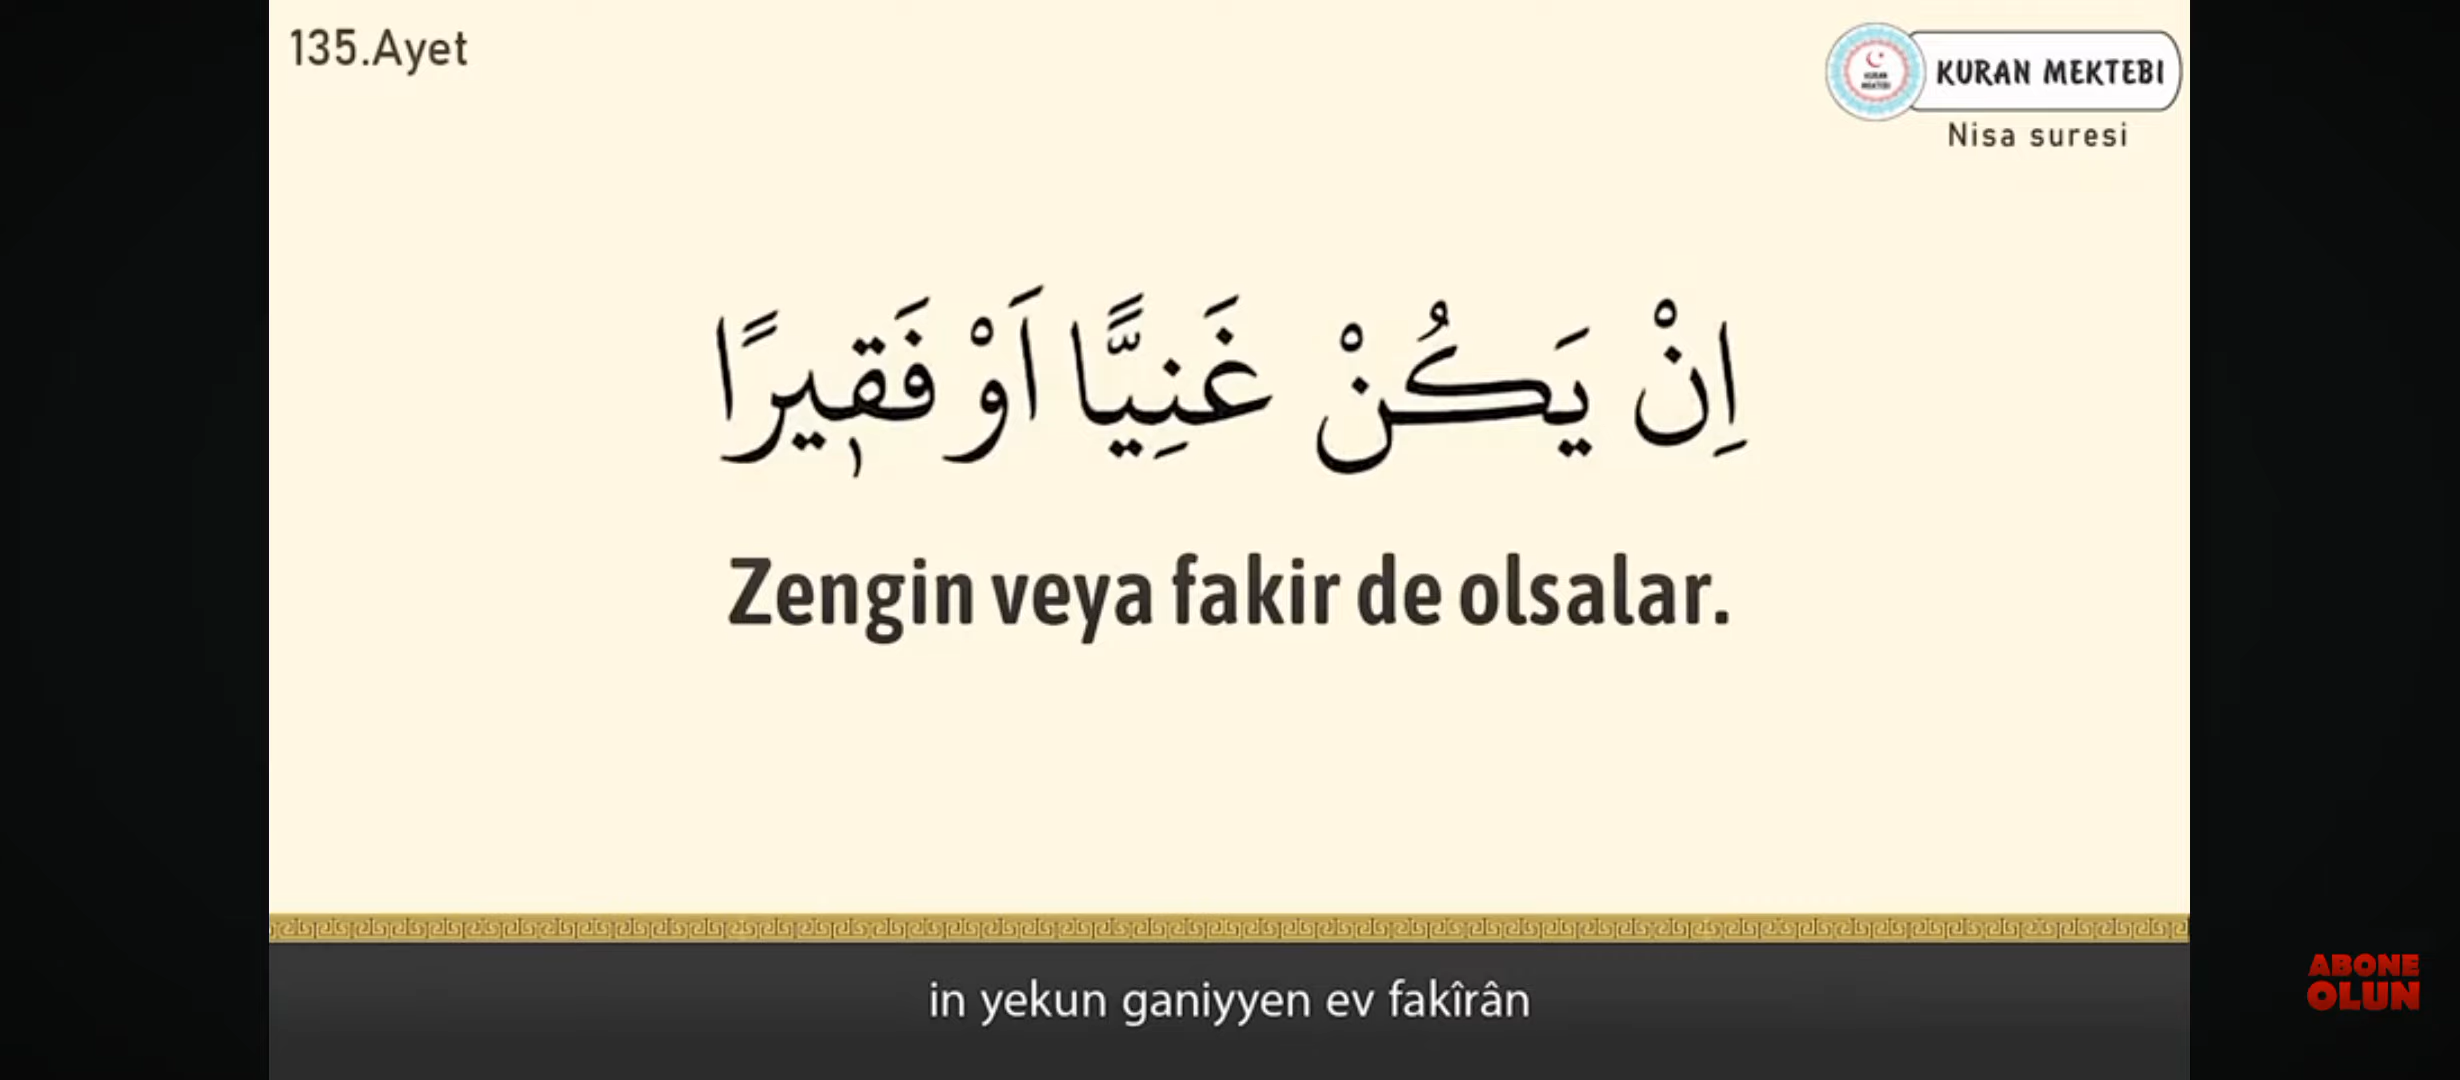 135.Ayet
KURAN MEKTEBI
Nisa suresi
اِنْ يَكُنْ غَنِيًّا اَوْ فَقٖيرًا
Zengin veya fakir de olsalar.
in yekun ganiyyen ev fakîrân
ABONE
OLUN